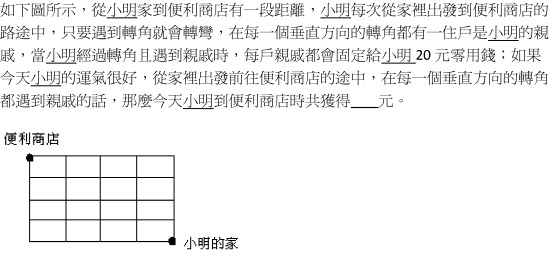 如下圖所示，從小明家到便利商店有一段距離，小明每次從家裡出發到便利商店的
路途中，只要遇到轉角就會轉彎，在每一個垂直方向的轉角都有一住戶是小明的親
戚，當小明經過轉角且遇到親戚時，每戶親戚都會固定給小明 20 元零用錢；如果
今天小明的運氣很好，從家裡出發前往便利商店的途中，在每一個垂直方向的轉角
都遇到親戚的話，那麼今天小明到便利商店時共獲得____元。
便利商店
小明的家